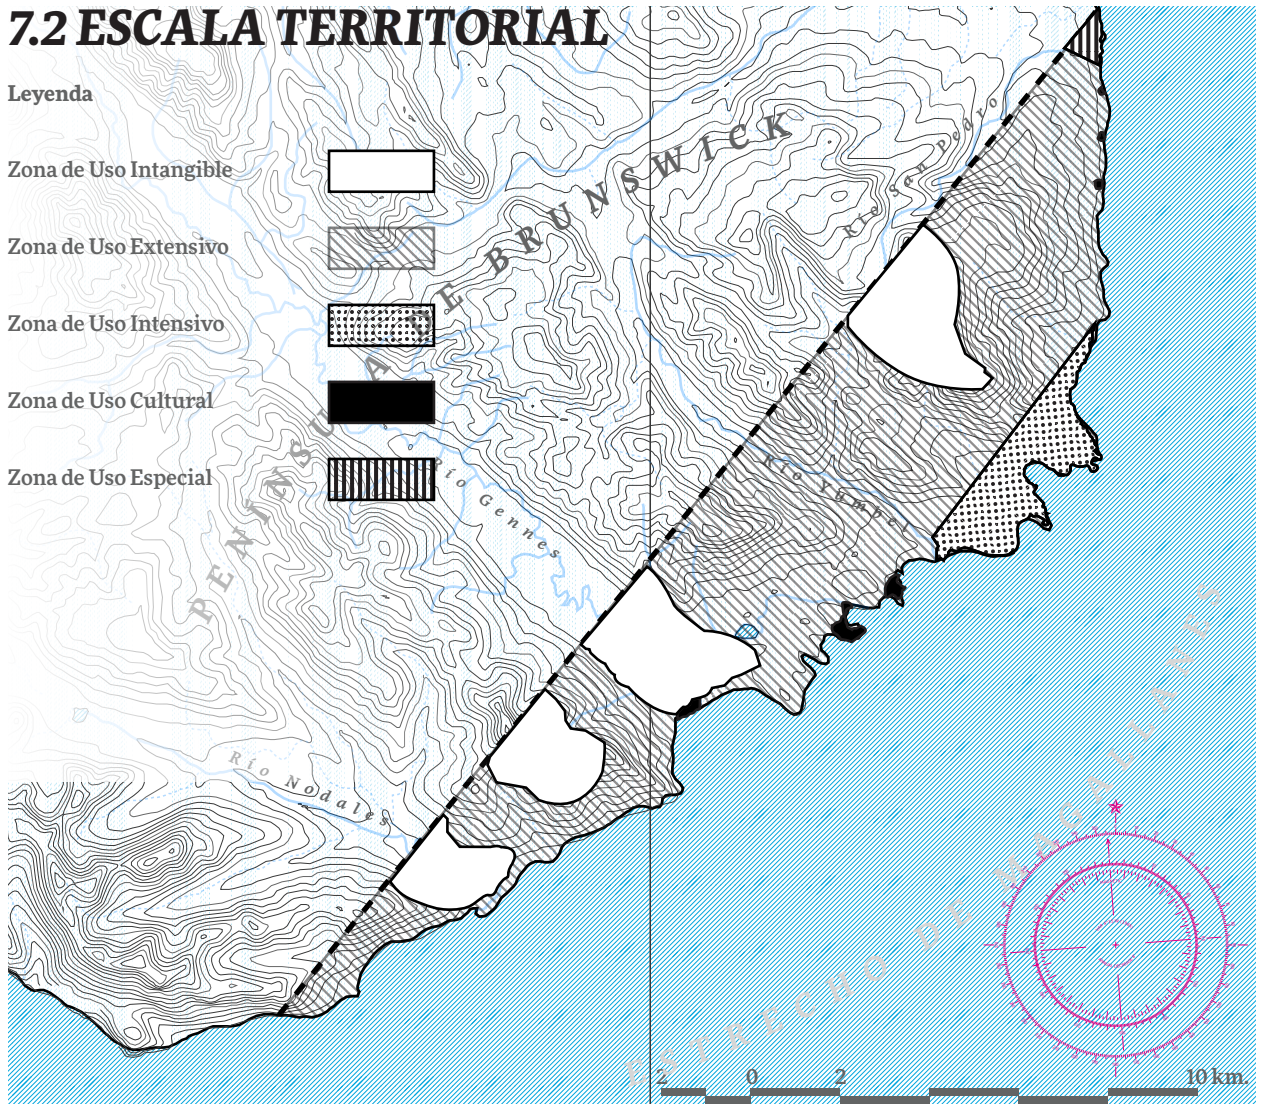 7.2 ESCALA TERRITORIAL
Leyenda
Zona de Uso Intangible
Zona de Uso Extensivo
Zona de Uso Intensivo
Zona de Uso Cultural
Zona de Uso Especial
PENÍNSULA DE BRUNSWICK
Río San Pedro
Río Yumbel
Río Gennes
Río Nodales
ESTRECHO DE MAGALLANES
2 0 2 10 km.